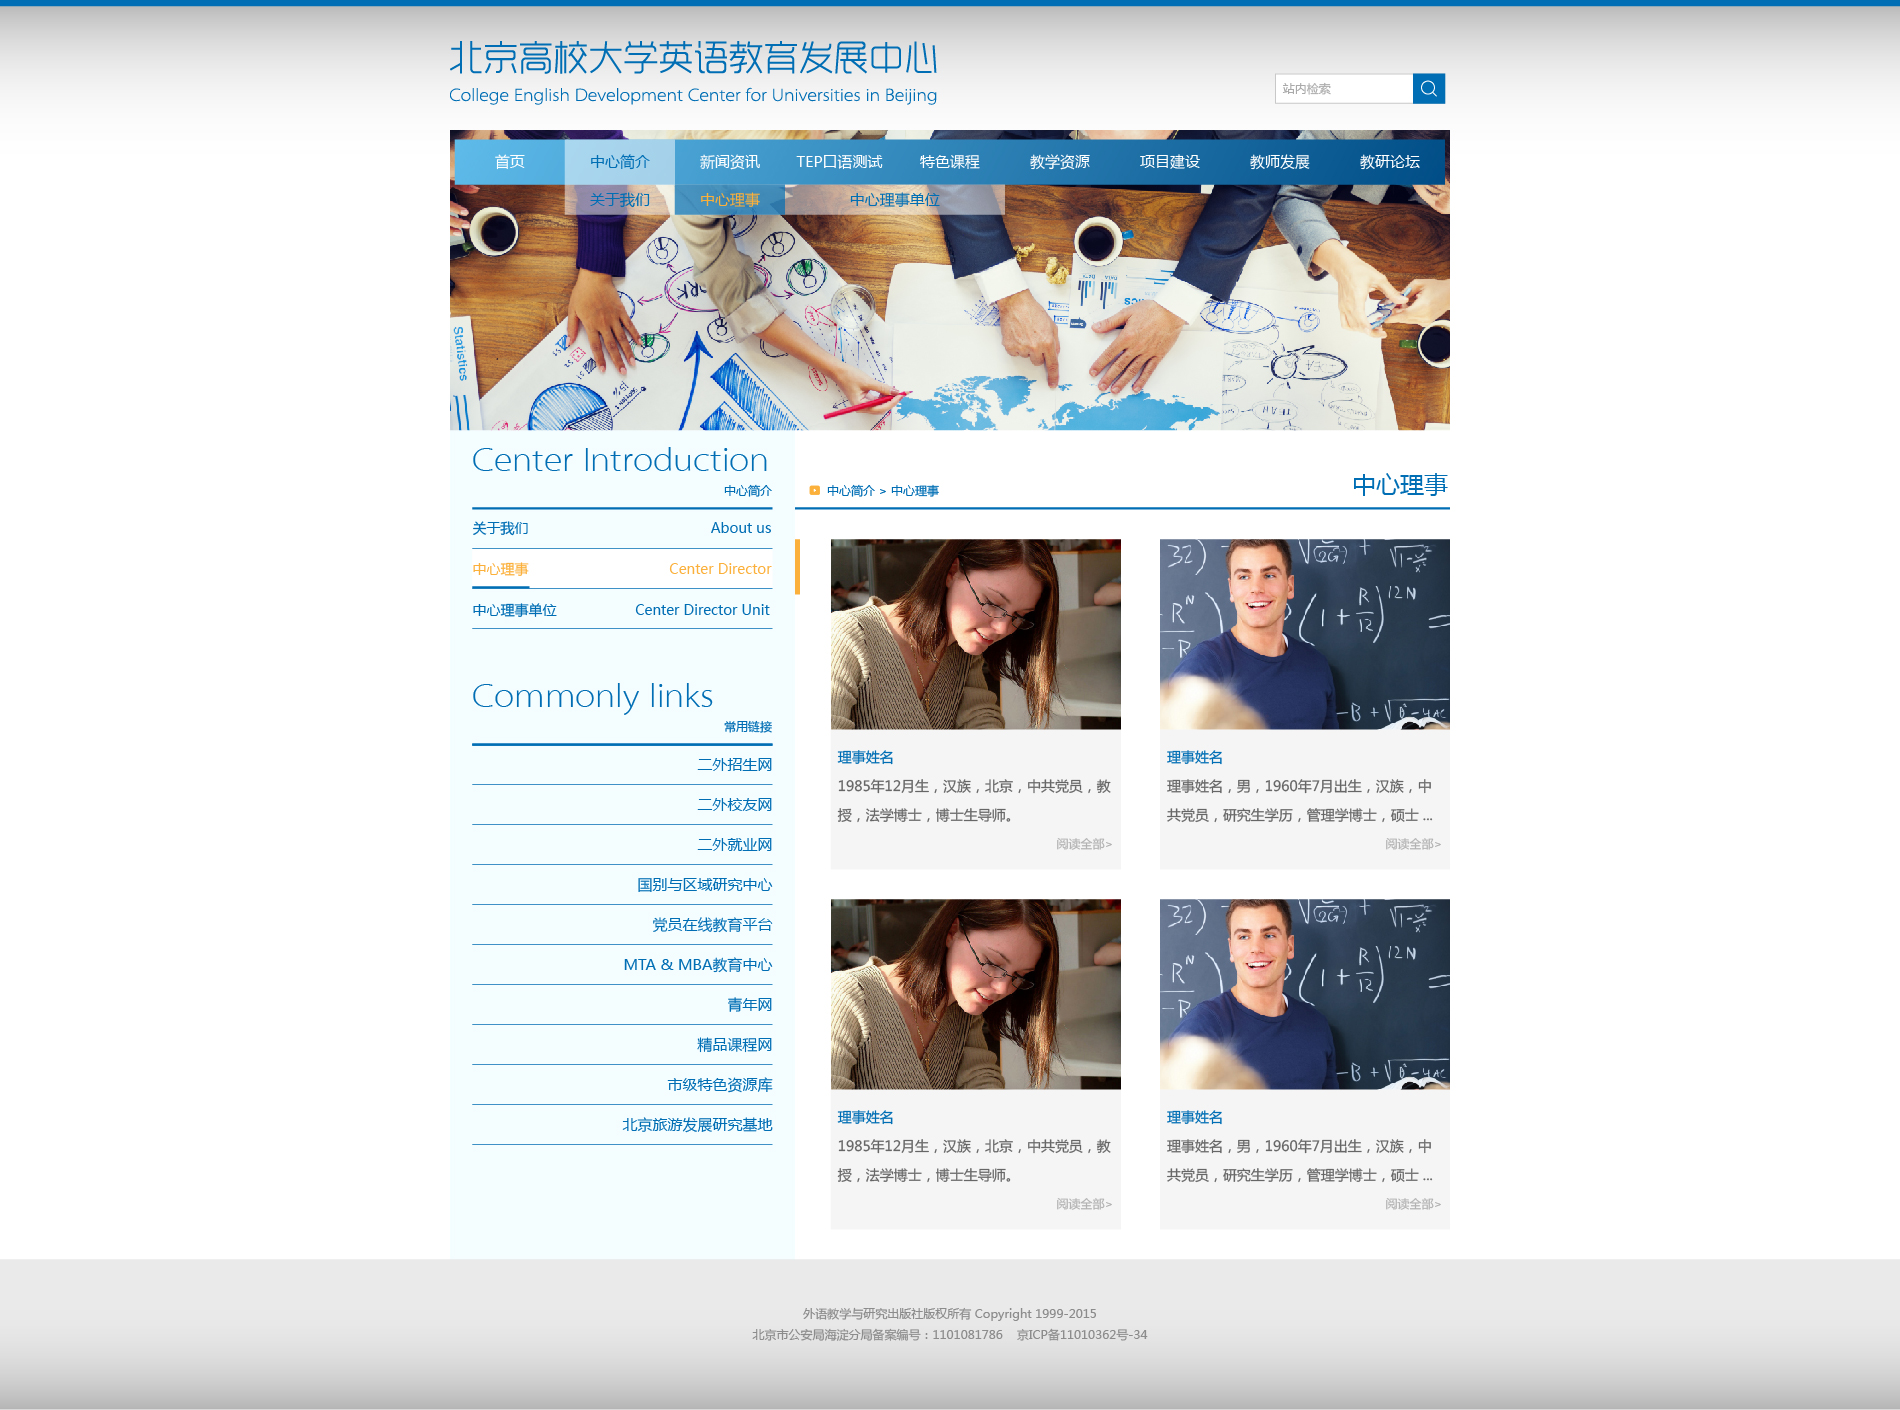 北京高校大学英语教育发展中心
College English Development Center for Universities in Beijing
站内检索
首页 中心简介 新闻资讯 TEP口语测试 特色课程 教学资源 项目建设 教师发展 教研论坛
关于我们 中心理事 中心理事单位
Statistics
Center Introduction
中心简介
关于我们 About us
中心理事 Center Director
中心理事单位 Center Director Unit
Commonly links
常用链接
二外招生网
二外校友网
二外就业网
国别与区域研究中心
党员在线教育平台
MTA & MBA教育中心
青年网
精品课程网
市级特色资源库
北京旅游发展研究基地
中心简介 > 中心理事
中心理事
理事姓名
1985年12月生，汉族，北京，中共党员，教
授，法学博士，博士生导师。
阅读全部>
理事姓名
理事姓名，男，1960年7月出生，汉族，中
共党员，研究生学历，管理学博士，硕士 ...
阅读全部>
理事姓名
1985年12月生，汉族，北京，中共党员，教
授，法学博士，博士生导师。
阅读全部>
理事姓名
理事姓名，男，1960年7月出生，汉族，中
共党员，研究生学历，管理学博士，硕士 ...
阅读全部>
外语教学与研究出版社版权所有 Copyright 1999-2015
北京市公安局海淀分局备案编号：1101081786 京ICP备11010362号-34